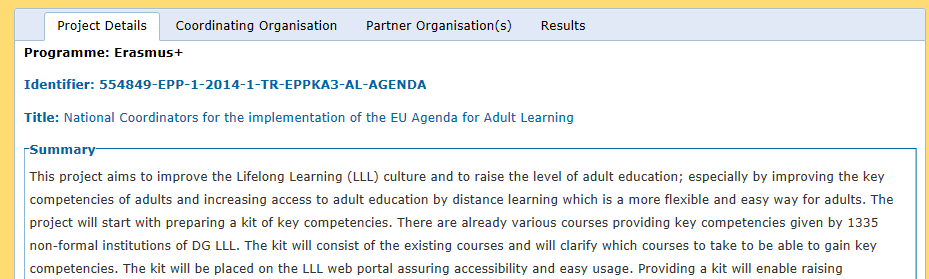 Project Details
Coordinating Organisation
Partner Organisation(s)
Results
Programme: Erasmus+
Identifier: 554849-EPP-1-2014-1-TR-EPPKA3-AL-AGENDA
Title: National Coordinators for the implementation of the EU Agenda for Adult Learning
Summary
This project aims to improve the Lifelong Learning (LLL) culture and to raise the level of adult education; especially by improving the key
competencies of adults and increasing access to adult education by distance learning which is a more flexible and easy way for adults. The
project will start with preparing a kit of key competencies. There are already various courses providing key competencies given by 1335
non-formal institutions of DG LLL. The kit will consist of the existing courses and will clarify which courses to take to be able to gain key
competencies. The kit will be placed on the LLL web portal assuring accessibility and easy usage. Providing a kit will enable raising